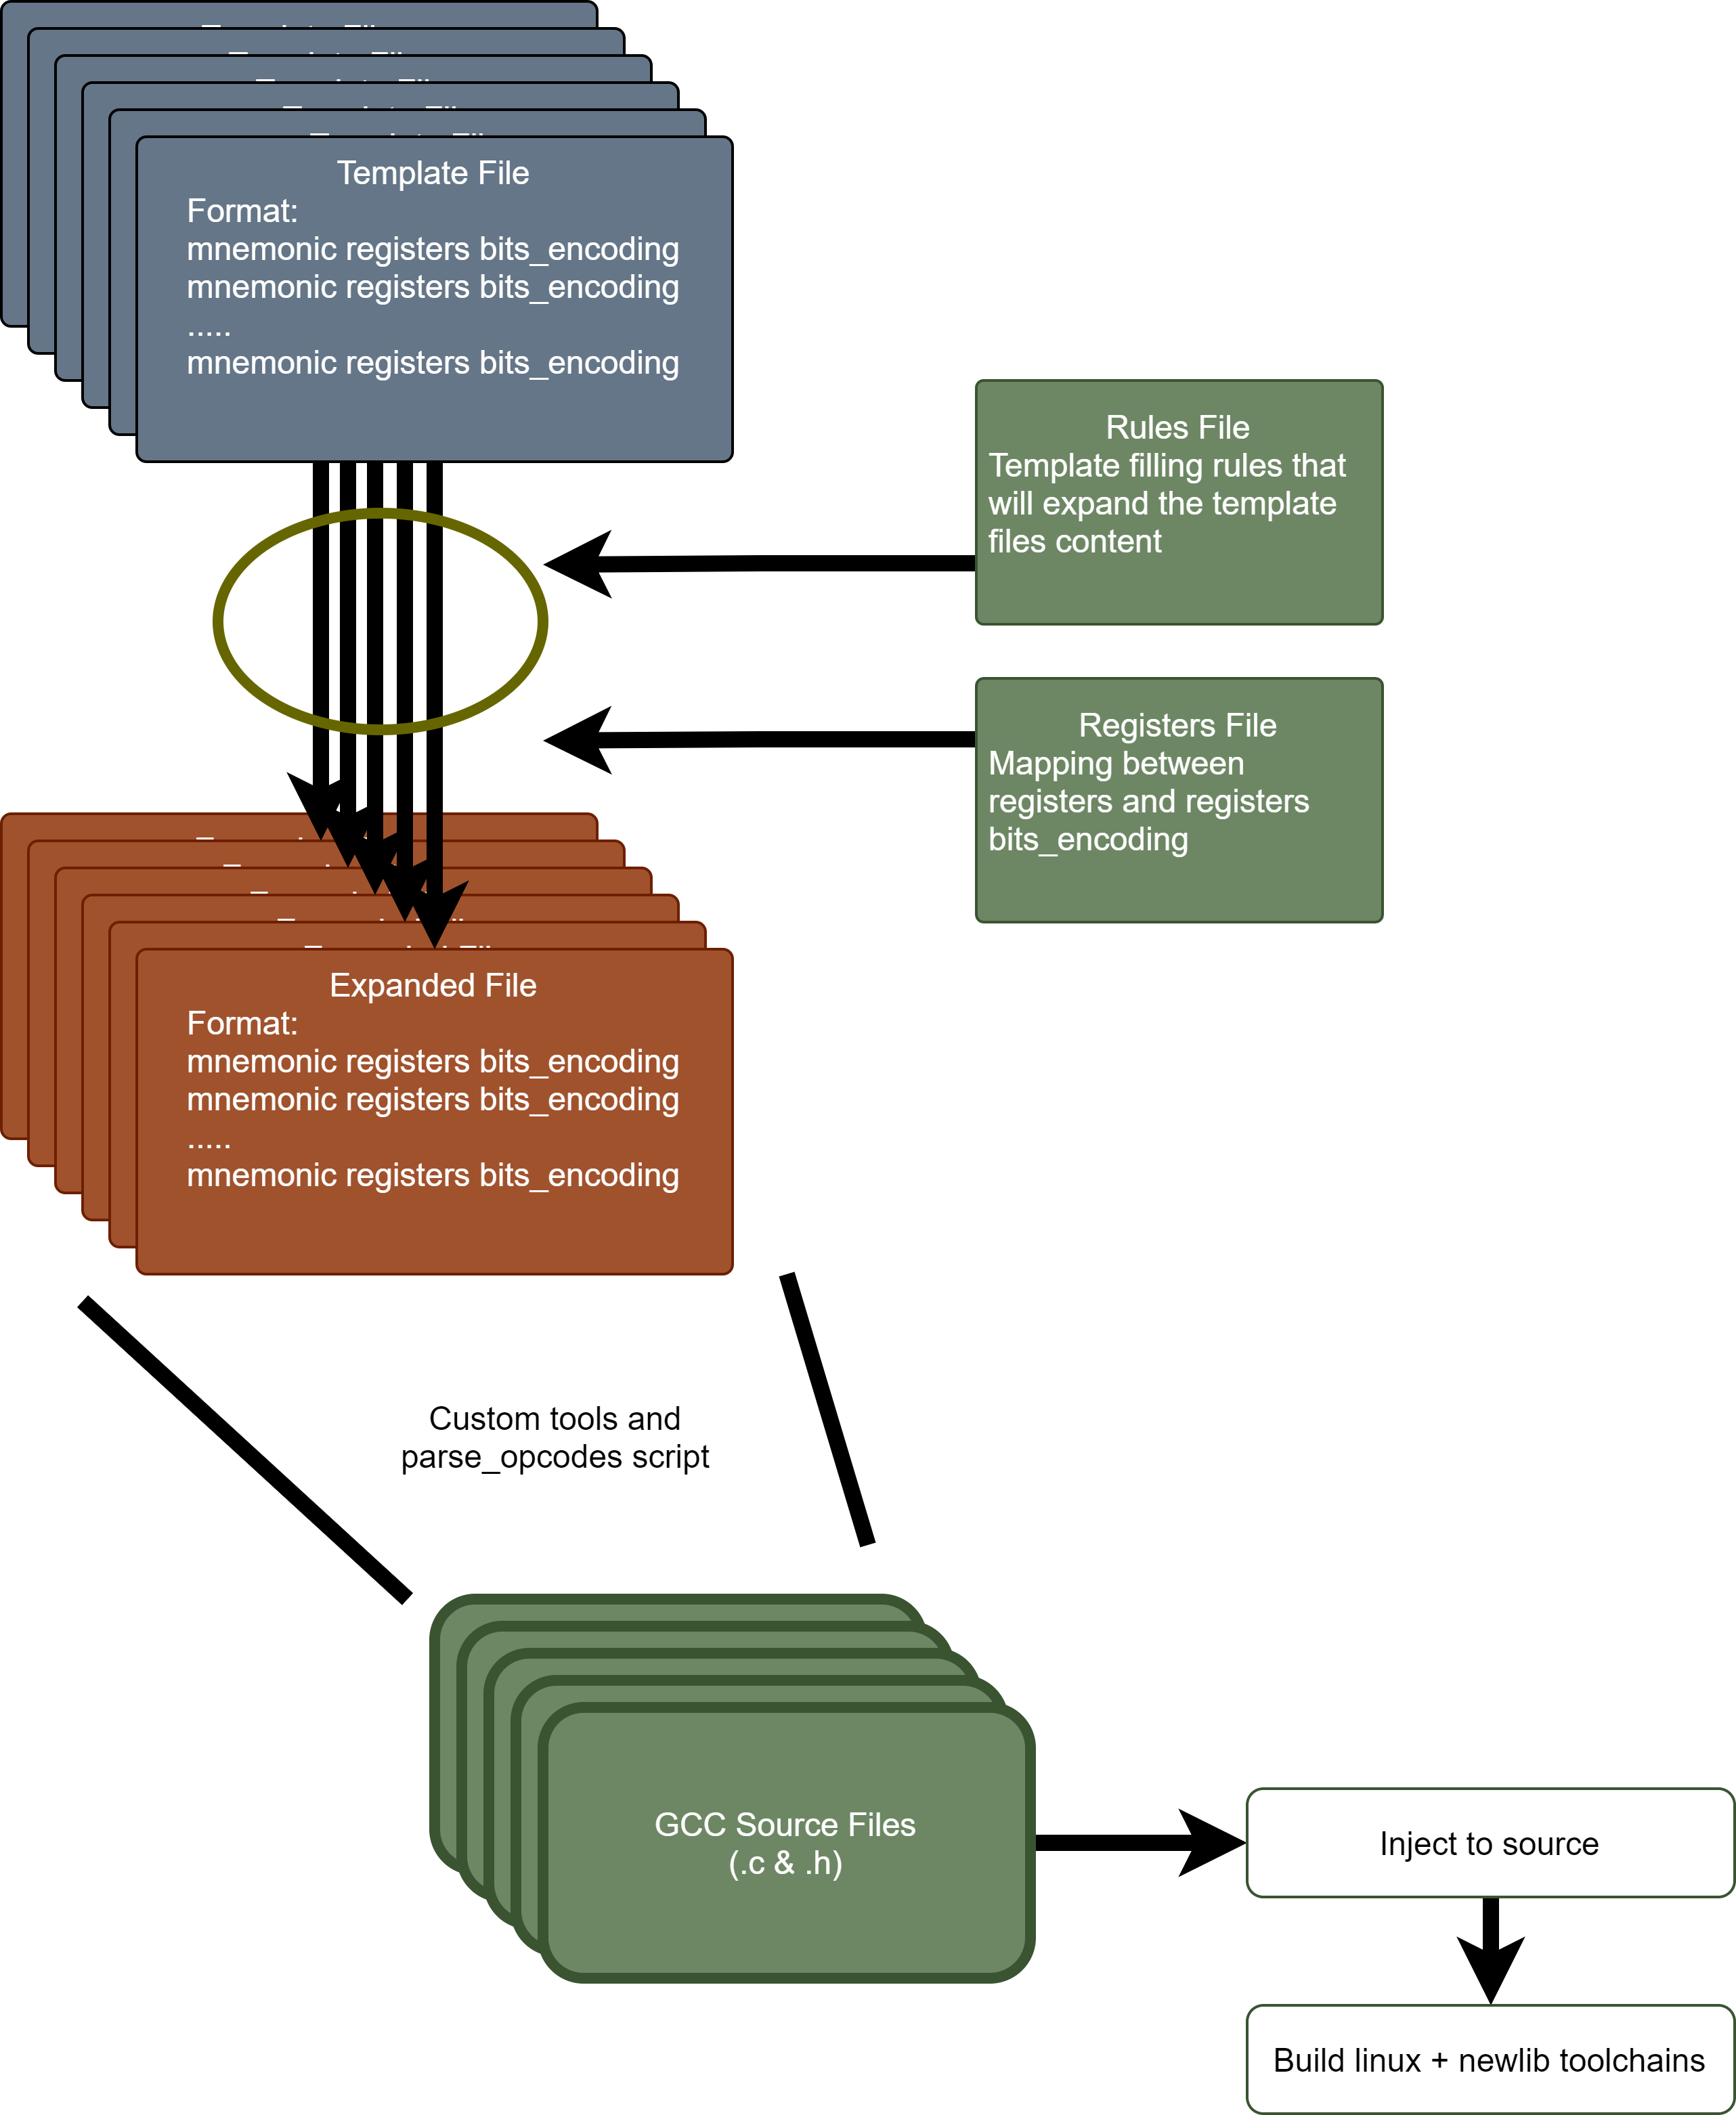 Template File
Format:
mnemonic registers bits_encoding
mnemonic registers bits_encoding
.....
mnemonic registers bits_encoding
Rules File
Template filling rules that
will expand the template
files content
Registers File
Mapping between
registers and registers
bits_encoding
Expanded File
Format:
mnemonic registers bits_encoding
mnemonic registers bits_encoding
.....
mnemonic registers bits_encoding
Custom tools and
parse_opcodes script
GCC Source Files
(.c & .h)
Inject to source
Build linux + newlib toolchains